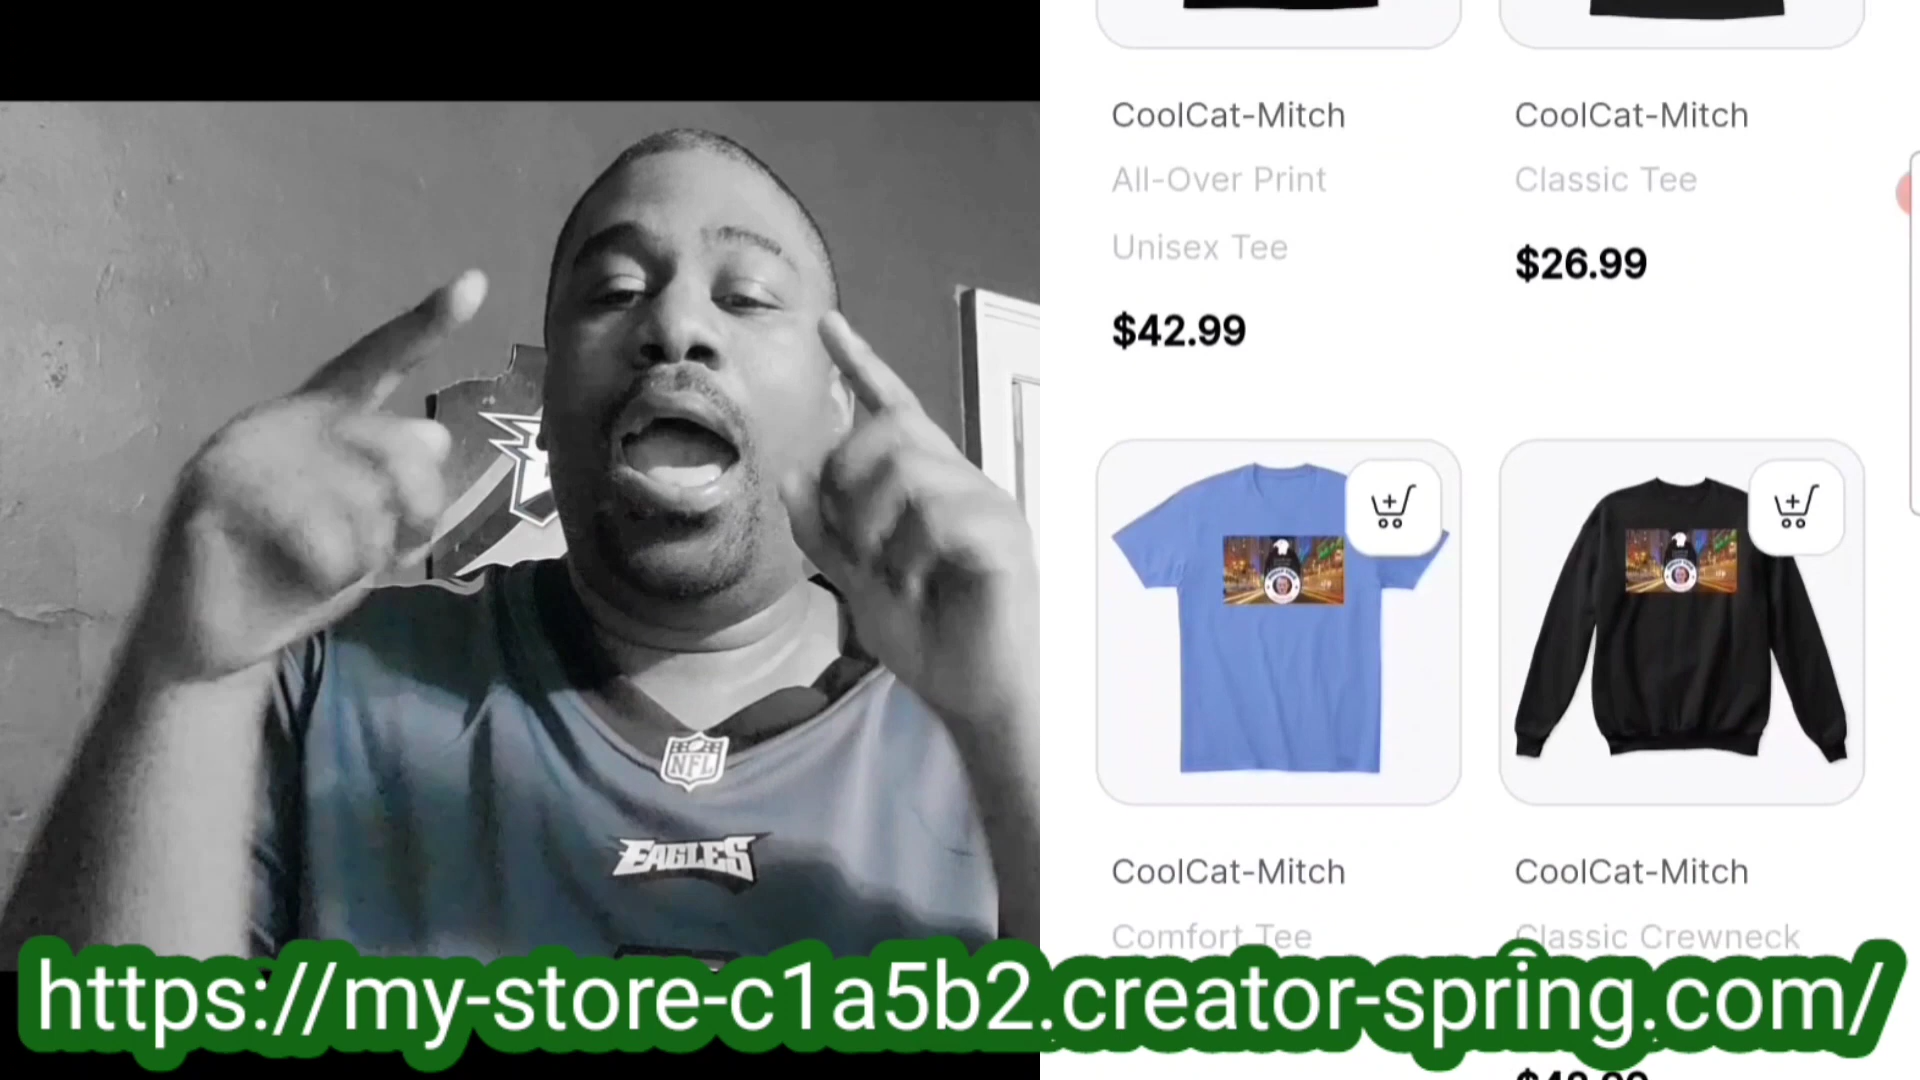 CoolCat-Mitch
All-Over Print
Unisex Tee
$42.99
CoolCat-Mitch
Classic Tee
$26.99
NFL
EAGLES
CoolCat-Mitch
Comfort Tee
CoolCat-Mitch
Classic Crewneck
https://my-store-c1a5b2.creator-spring.com/